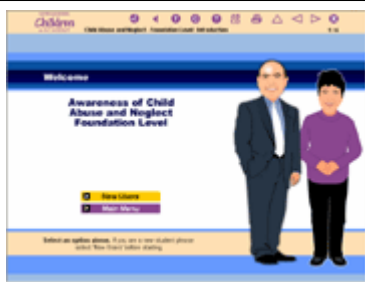 Children
Child Abuse and Neglect Foundation Level Introduction
Welcome
Awareness of Child
Abuse and Neglect
Foundation Level
New Users
Main Menu
Select an option above. If you are a new student please
select 'New Users' before starting